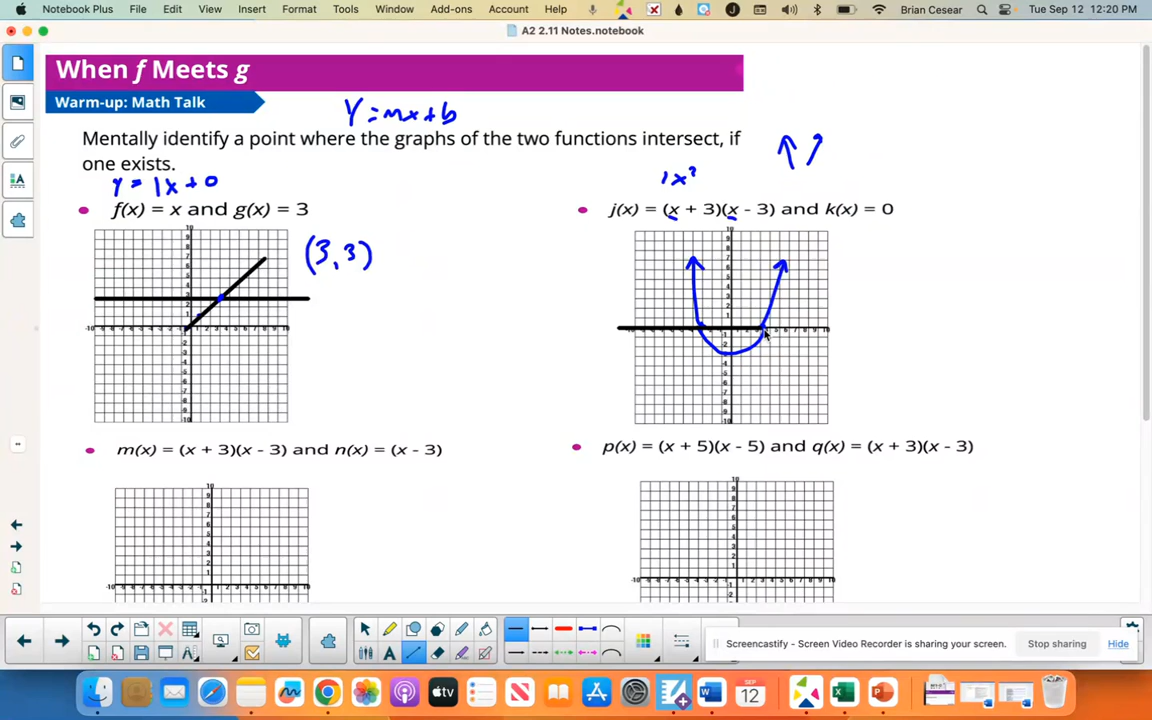 Notebook Plus File Edit View Insert Format Tools Window Add-ons Account Help Brian Cesear Tue Sep 12 12:20 PM
A2 2.11 Notes.notebook
When f Meets g
Warm-up: Math Talk
Y = mx + b
Mentally identify a point where the graphs of the two functions intersect, if
one exists.
Y = 1x + 0
1x²
f(x) = x and g(x) = 3
j(x) = (x + 3)(x - 3) and k(x) = 0
(3, 3)
m(x) = (x + 3)(x - 3) and n(x) = (x - 3)
p(x) = (x + 5)(x - 5) and q(x) = (x + 3)(x - 3)
Screencastify - Screen Video Recorder is sharing your screen. Stop sharing Hide
SEP
12